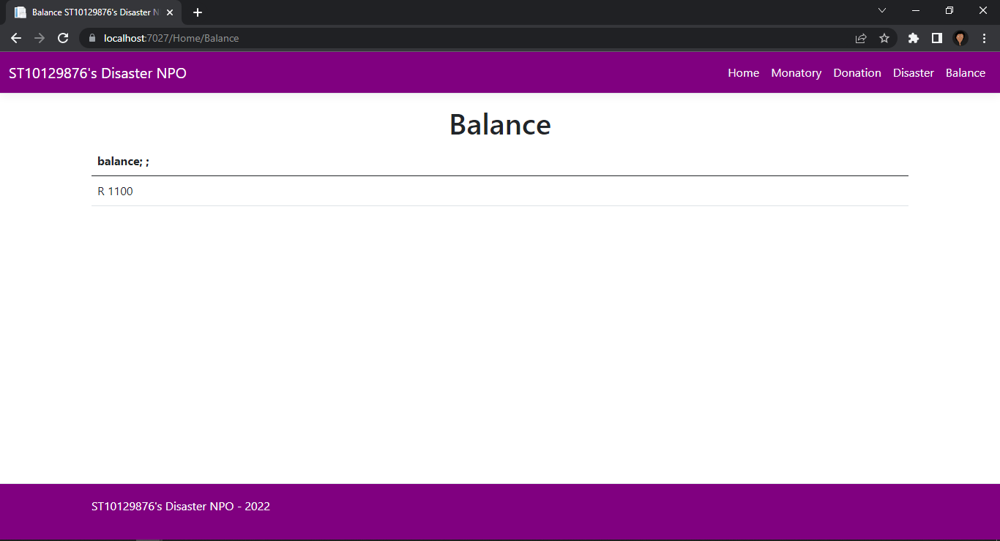 Balance ST10129876's Disaster N
localhost:7027/Home/Balance
ST10129876's Disaster NPO Home Monatory Donation Disaster Balance
Balance
balance; ;
R 1100
ST10129876's Disaster NPO - 2022